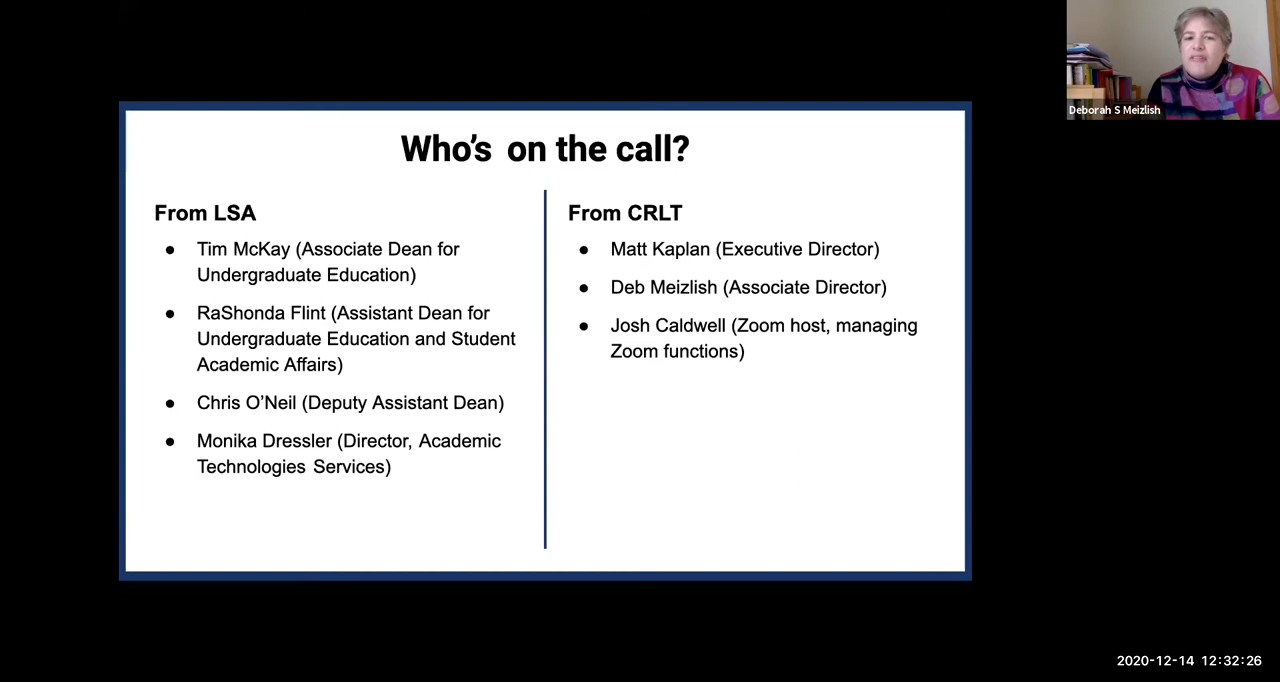 Who's on the call?
From LSA
● Tim McKay (Associate Dean for
Undergraduate Education)
● RaShonda Flint (Assistant Dean for
Undergraduate Education and Student
Academic Affairs)
● Chris O'Neil (Deputy Assistant Dean)
● Monika Dressler (Director, Academic
Technologies Services)
From CRLT
● Matt Kaplan (Executive Director)
● Deb Meizlish (Associate Director)
● Josh Caldwell (Zoom host, managing
Zoom functions)
Deborah S Meizlish
2020-12-14 12:32:26